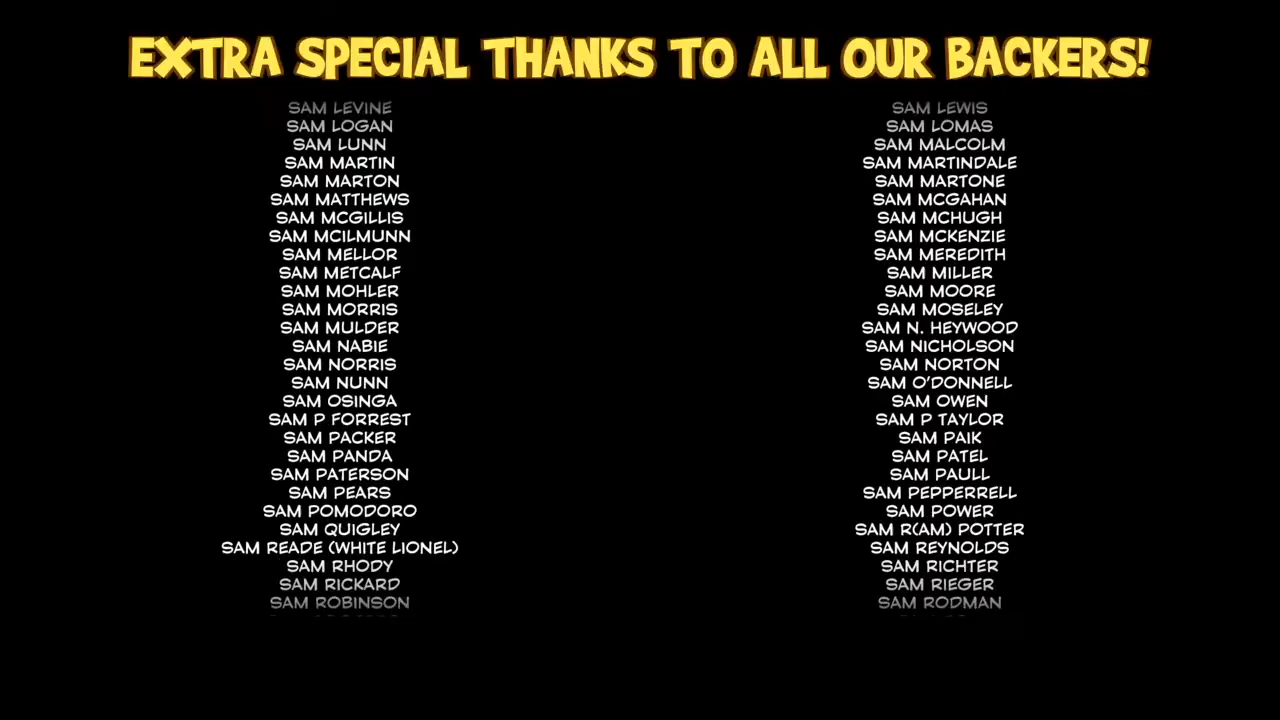 EXTRA SPECIAL THANKS TO ALL OUR BACKERS!
SAM LEVINE
SAM LOGAN
SAM LUNN
SAM MARTIN
SAM MARTON
SAM MATTHEWS
SAM MCGILLIS
SAM MCILMUNN
SAM MELLOR
SAM METCALF
SAM MOHLER
SAM MORRIS
SAM MULDER
SAM NABIE
SAM NORRIS
SAM NUNN
SAM OSINGA
SAM P FORREST
SAM PACKER
SAM PANDA
SAM PATERSON
SAM PEARS
SAM POMODORO
SAM QUIGLEY
SAM READE (WHITE LIONEL)
SAM RHODY
SAM RICKARD
SAM ROBINSON
SAM LEWIS
SAM LOMAS
SAM MALCOLM
SAM MARTINDALE
SAM MARTONE
SAM MCGAHAN
SAM MCHUGH
SAM MCKENZIE
SAM MEREDITH
SAM MILLER
SAM MOORE
SAM MOSELEY
SAM N. HEYWOOD
SAM NICHOLSON
SAM NORTON
SAM O'DONNELL
SAM OWEN
SAM P TAYLOR
SAM PAIK
SAM PATEL
SAM PAULL
SAM PEPPERRELL
SAM POWER
SAM R(AM) POTTER
SAM REYNOLDS
SAM RICHTER
SAM RIEGER
SAM RODMAN